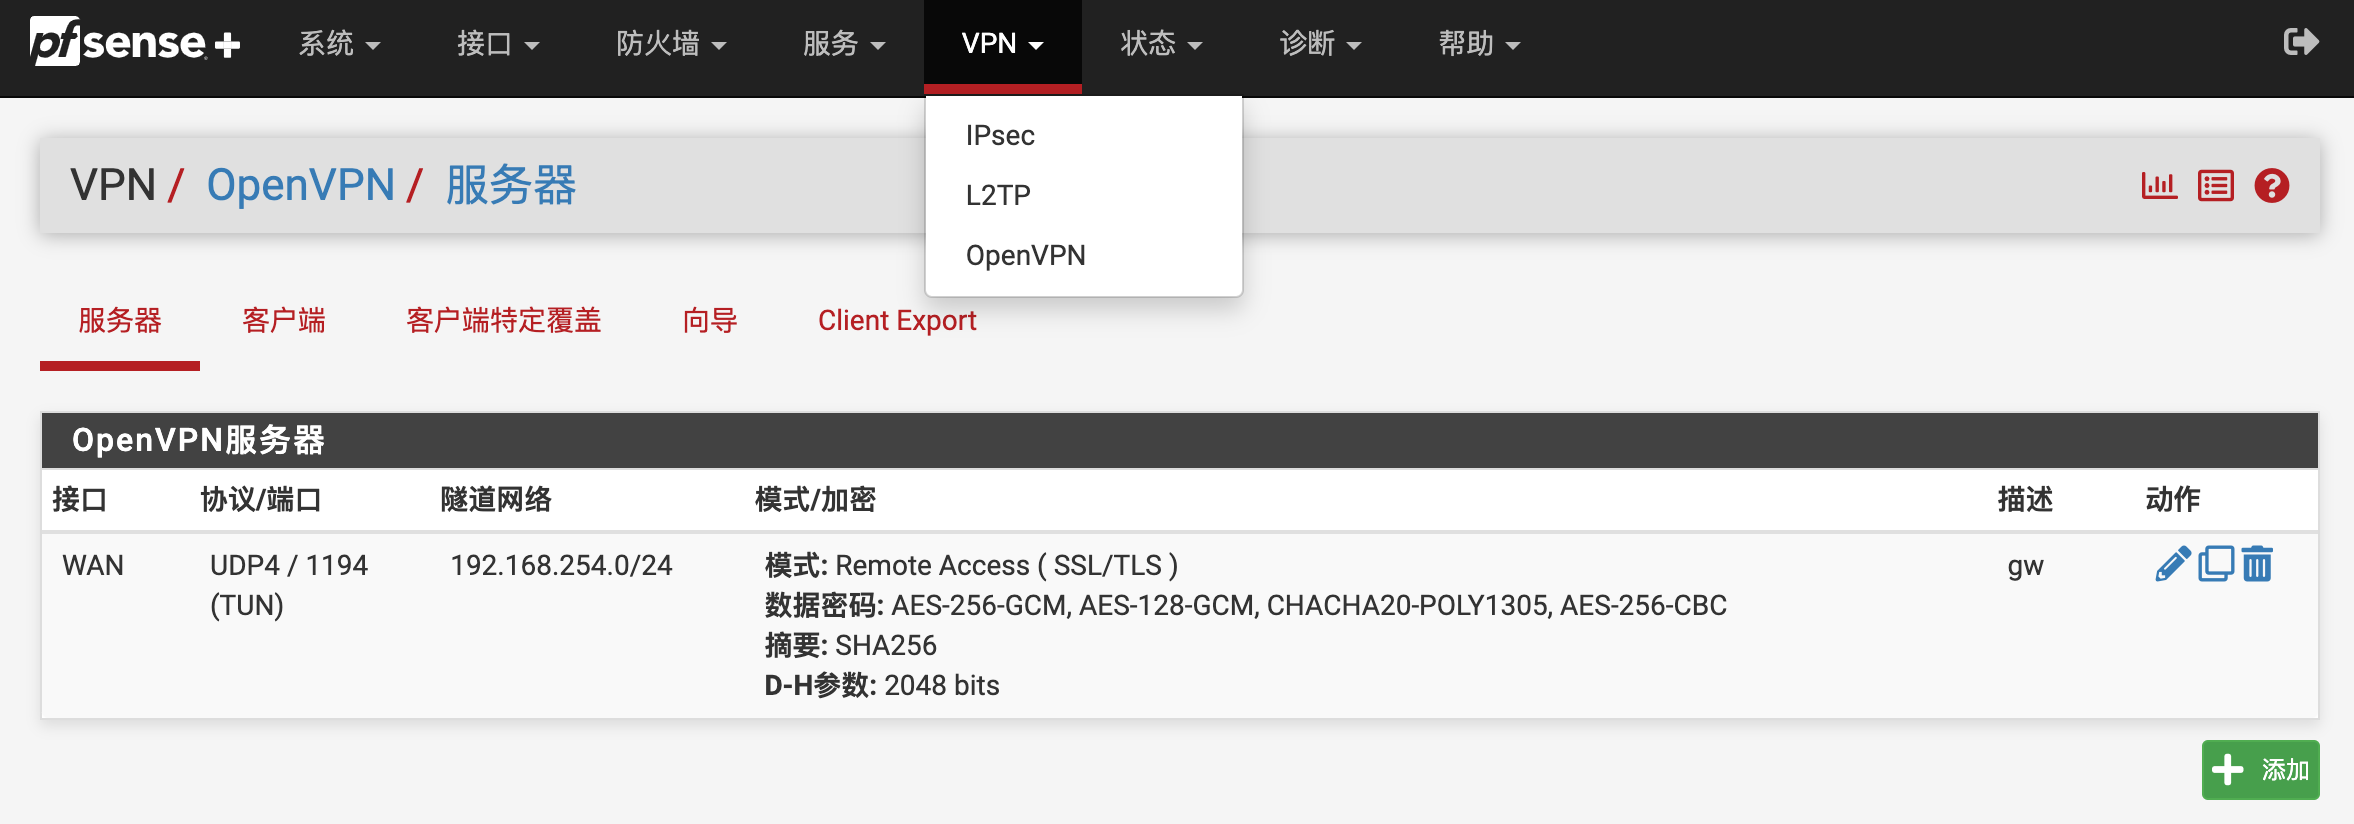 pfsense+ 系统 接口 防火墙 服务 VPN 状态 诊断 帮助
IPsec
L2TP
OpenVPN
VPN / OpenVPN / 服务器
服务器 客户端 客户端特定覆盖 向导 Client Export
OpenVPN服务器
接口 协议/端口 隧道网络 模式/加密 描述 动作
WAN UDP4 / 1194 192.168.254.0/24 模式: Remote Access ( SSL/TLS ) gw
(TUN) 数据密码: AES-256-GCM, AES-128-GCM, CHACHA20-POLY1305, AES-256-CBC
摘要: SHA256
D-H参数: 2048 bits
添加